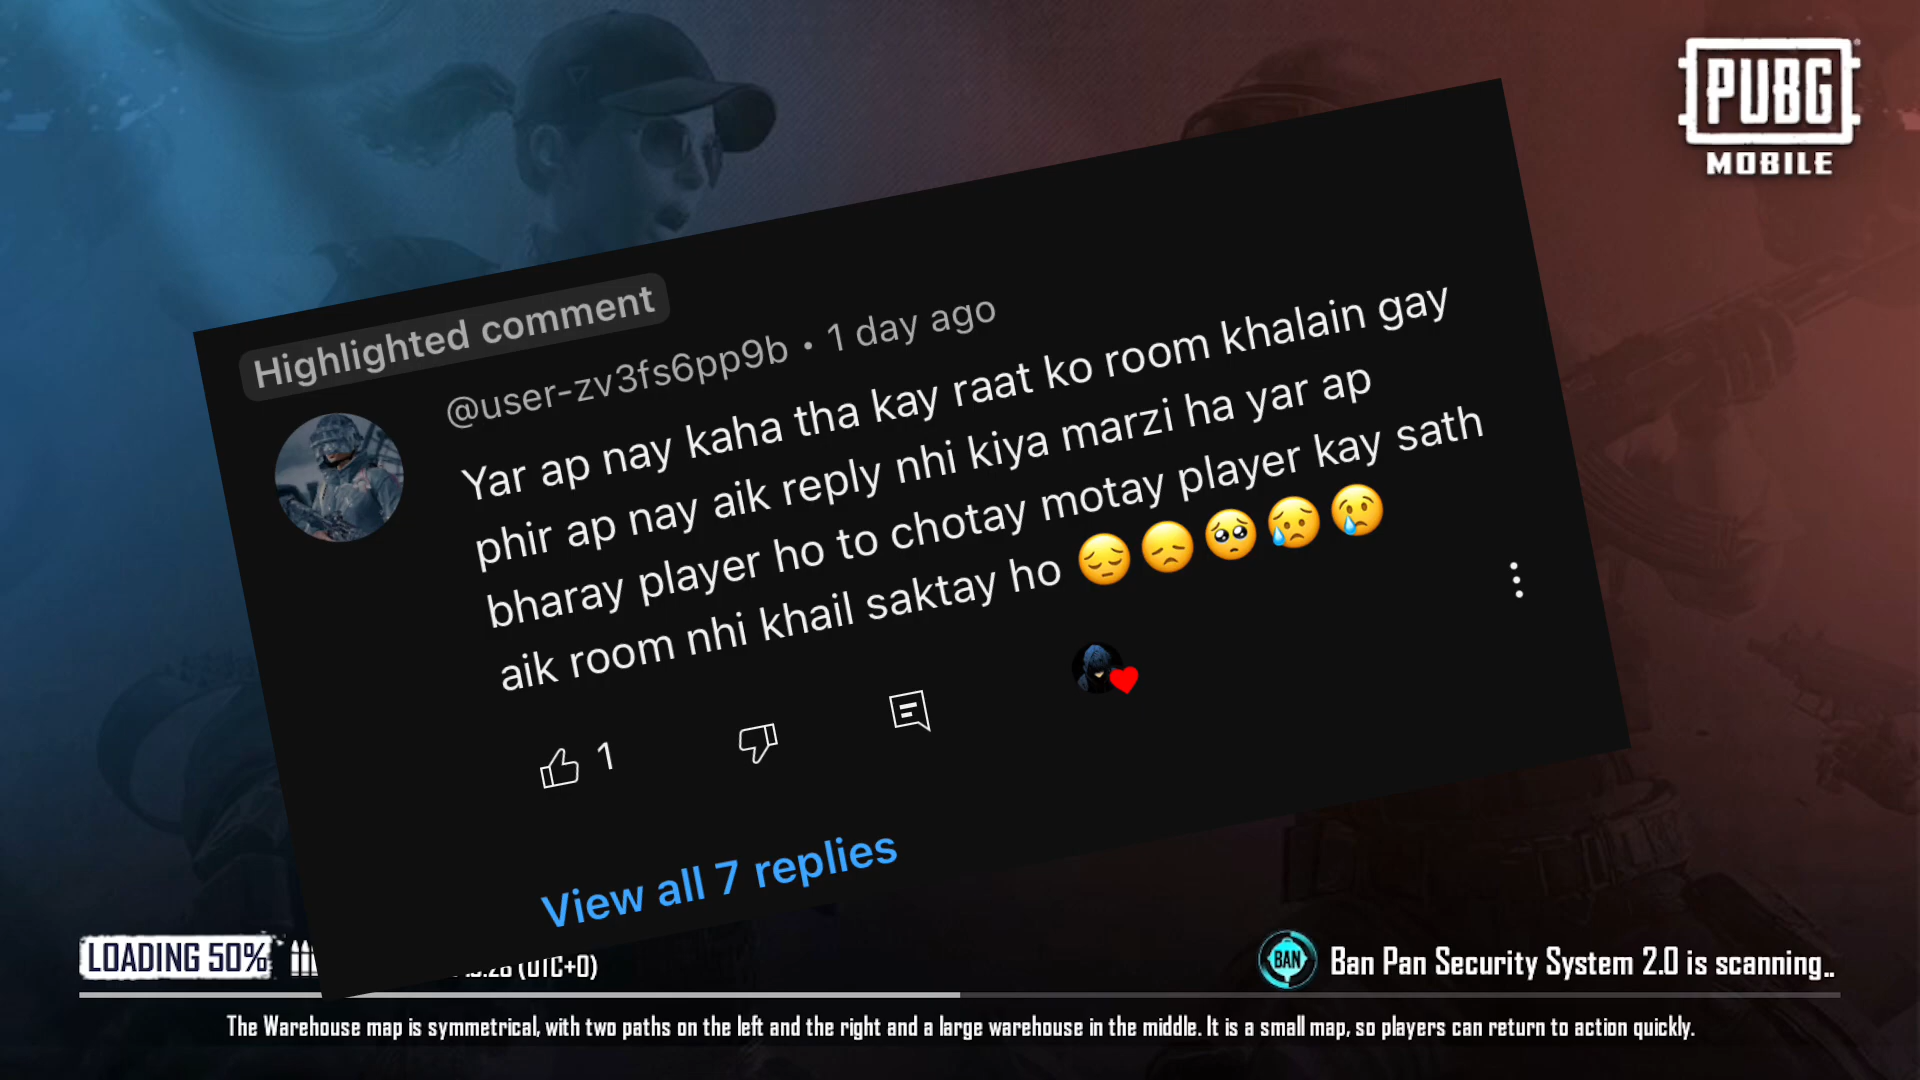 PUBG
MOBILE
Highlighted comment
@user-zv3fs6pp9b • 1 day ago
Yar ap nay kaha tha kay raat ko room khalain gay
phir ap nay aik reply nhi kiya marzi ha yar ap
bharay player ho to chotay motay player kay sath
aik room nhi khail saktay ho 😔😞🥺😥😢
1
View all 7 replies
LOADING 50%
(UTC+0)
BAN
Ban Pan Security System 2.0 is scanning..
The Warehouse map is symmetrical, with two paths on the left and the right and a large warehouse in the middle. It is a small map, so players can return to action quickly.